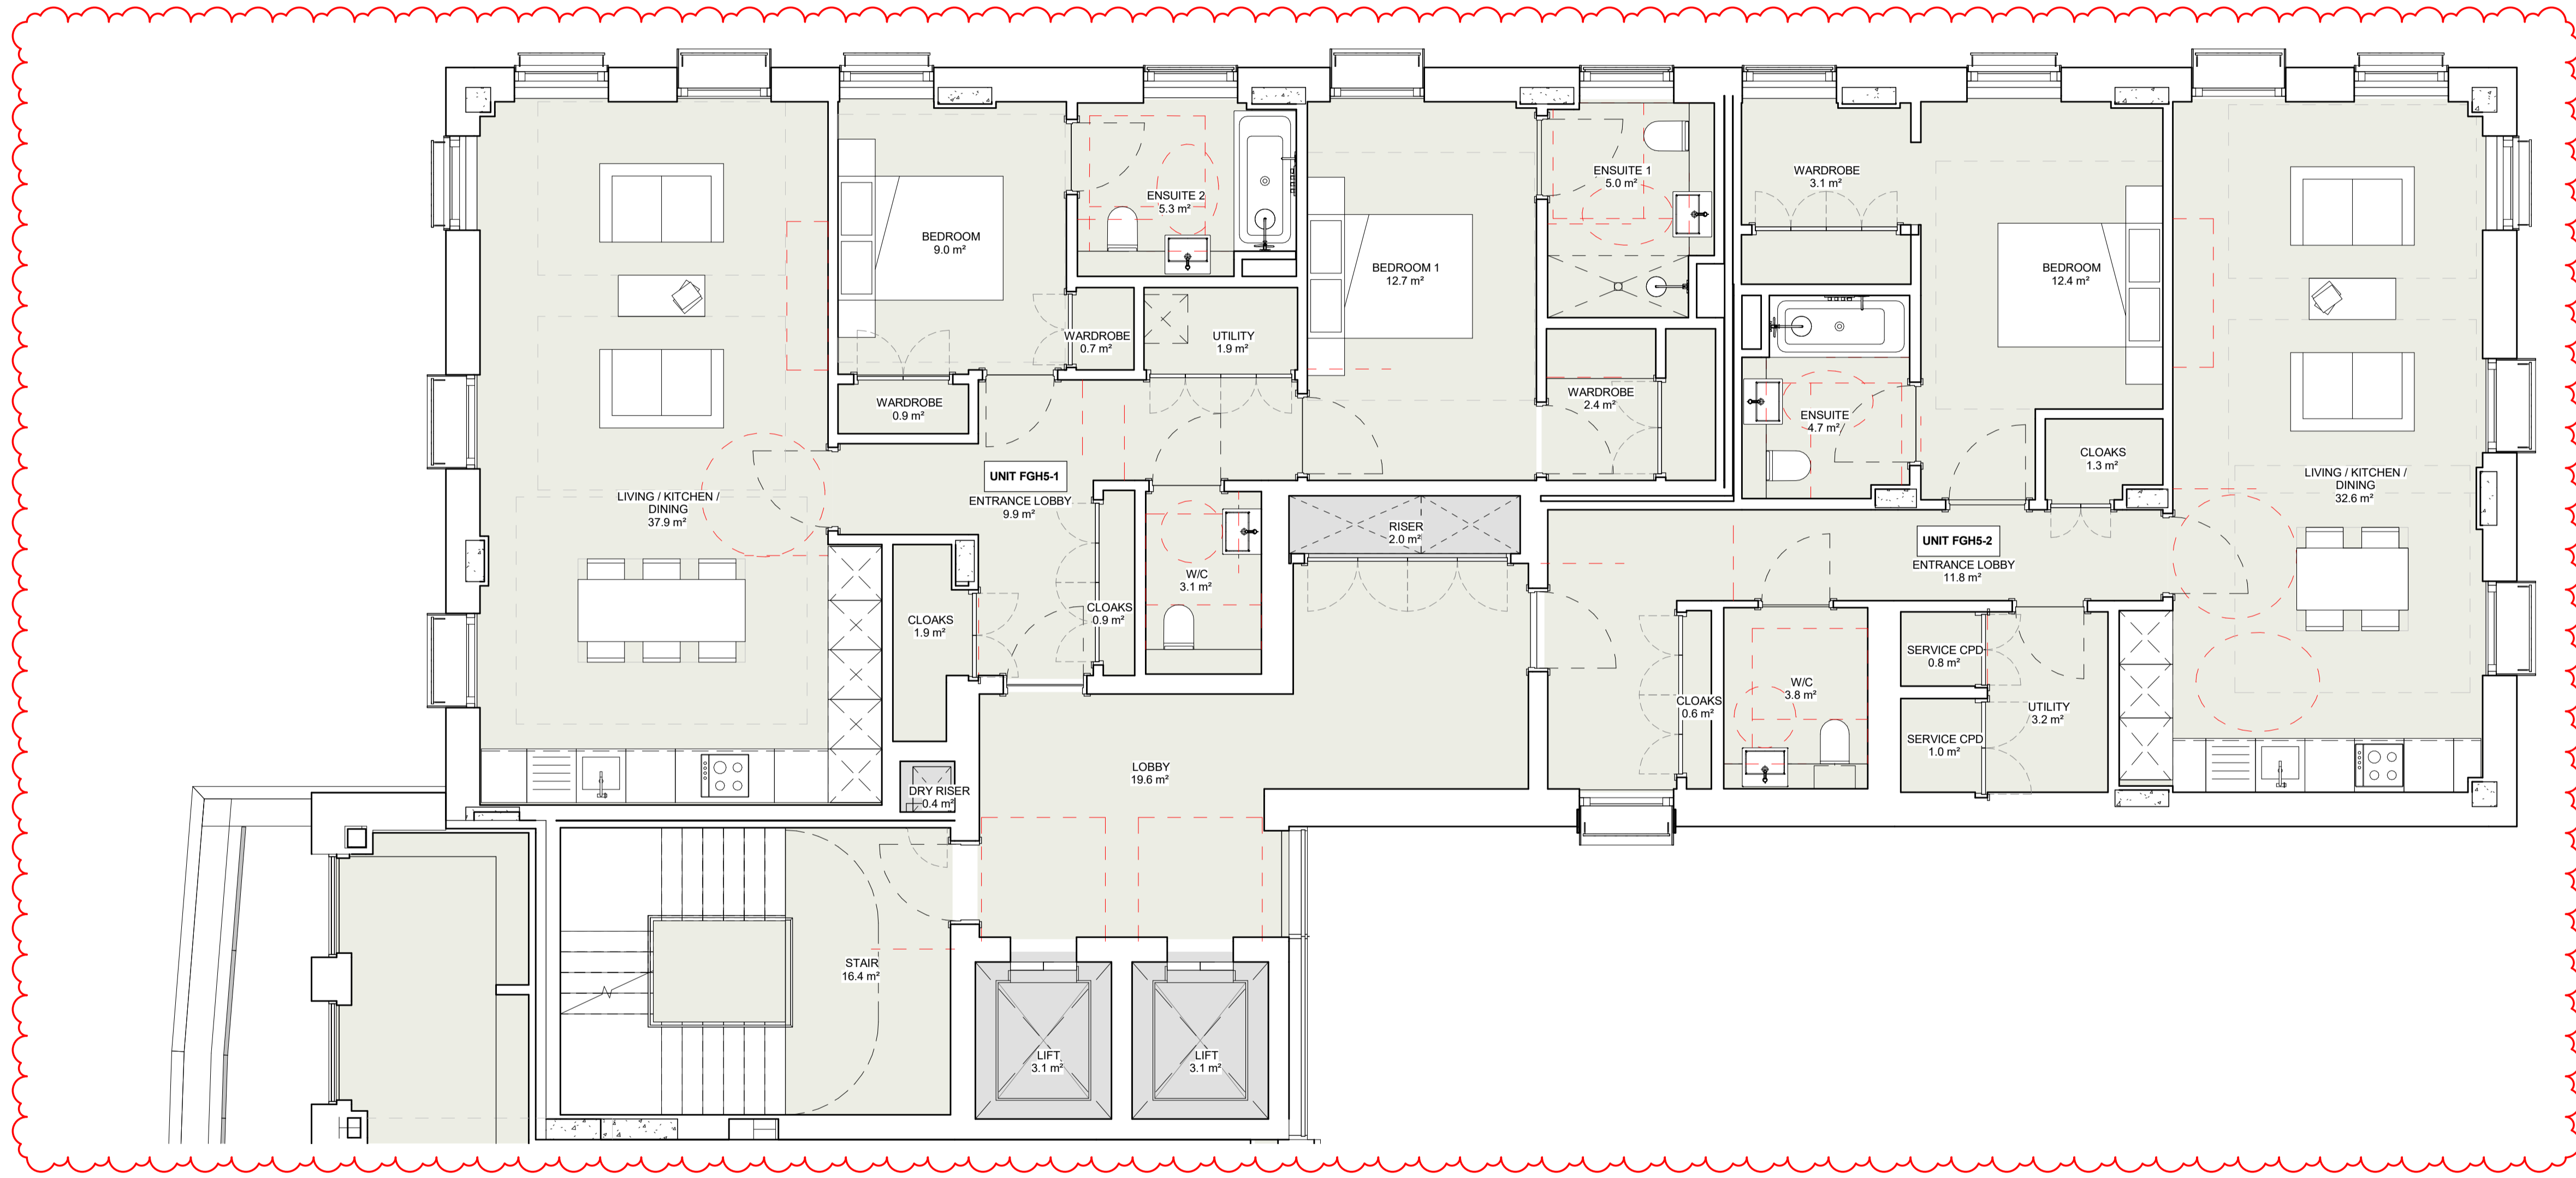 ENSUITE 2
5.3 m²
ENSUITE 1
5.0 m²
WARDROBE
3.1 m²
BEDROOM
9.0 m²
BEDROOM 1
12.7 m²
BEDROOM
12.4 m²
WARDROBE
0.7 m²
UTILITY
1.9 m²
WARDROBE
0.9 m²
WARDROBE
2.4 m²
ENSUITE
4.7 m²
CLOAKS
1.3 m²
UNIT FGH5-1
ENTRANCE LOBBY
9.9 m²
LIVING / KITCHEN /
DINING
37.9 m²
LIVING / KITCHEN /
DINING
32.6 m²
RISER
2.0 m²
UNIT FGH5-2
ENTRANCE LOBBY
11.8 m²
W/C
3.1 m²
CLOAKS
0.9 m²
CLOAKS
1.9 m²
SERVICE CPD
0.8 m²
W/C
3.8 m²
CLOAKS
0.6 m²
UTILITY
3.2 m²
SERVICE CPD
1.0 m²
LOBBY
19.6 m²
DRY RISER
0.4 m²
STAIR
16.4 m²
LIFT
3.1 m²
LIFT
3.1 m²